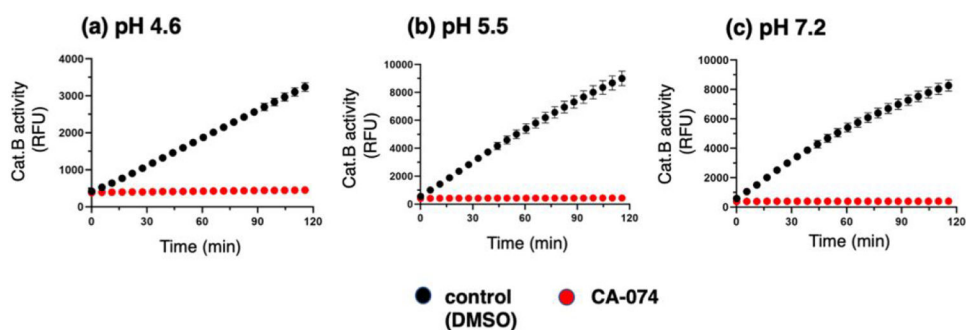 (a) pH 4.6
Cat.B activity
(RFU)
4000
3000
2000
1000
0
0 30 60 90 120
Time (min)
(b) pH 5.5
Cat.B activity
(RFU)
10000
8000
6000
4000
2000
0
0 30 60 90 120
Time (min)
(c) pH 7.2
Cat.B activity
(RFU)
10000
8000
6000
4000
2000
0
0 30 60 90 120
Time (min)
control
(DMSO)
CA-074